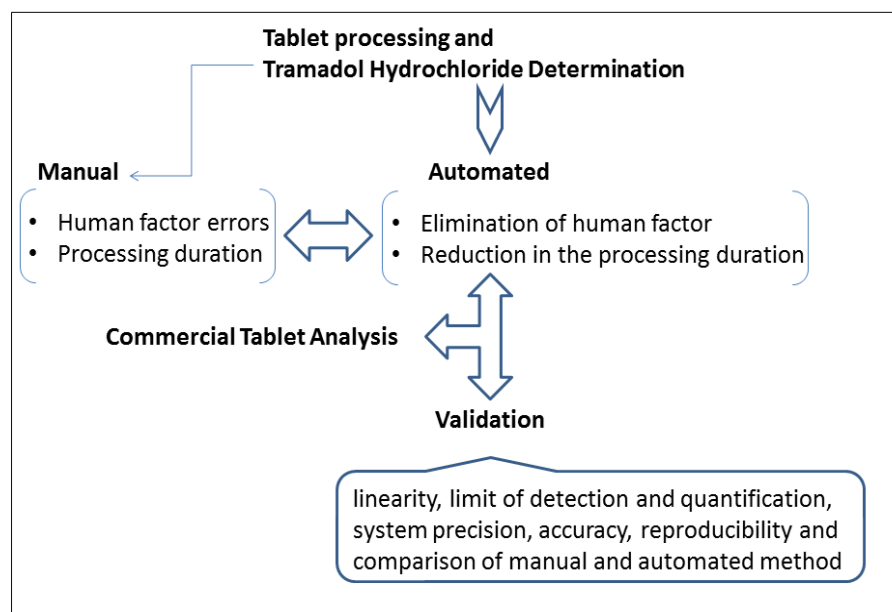 Tablet processing and
Tramadol Hydrochloride Determination
Manual
Automated
• Human factor errors
• Processing duration
• Elimination of human factor
• Reduction in the processing duration
Commercial Tablet Analysis
Validation
linearity, limit of detection and quantification,
system precision, accuracy, reproducibility and
comparison of manual and automated method